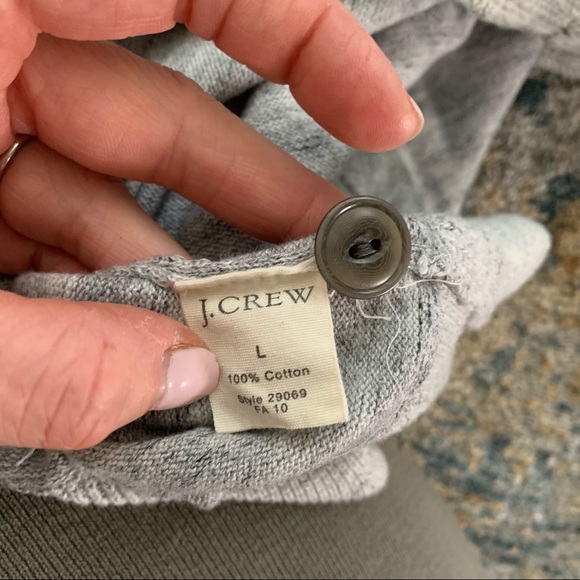 J.CREW
L
100% Cotton
Style 29069
FA 10